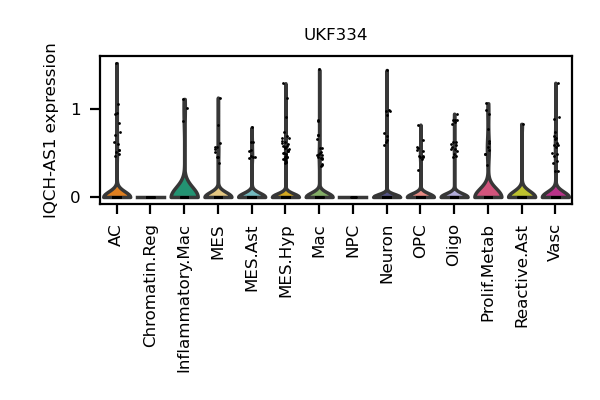 UKF334
IQCH-AS1 expression
1
0
AC
Chromatin.Reg
Inflammatory.Mac
MES
MES.Ast
MES.Hyp
Mac
NPC
Neuron
OPC
Oligo
Prolif.Metab
Reactive.Ast
Vasc